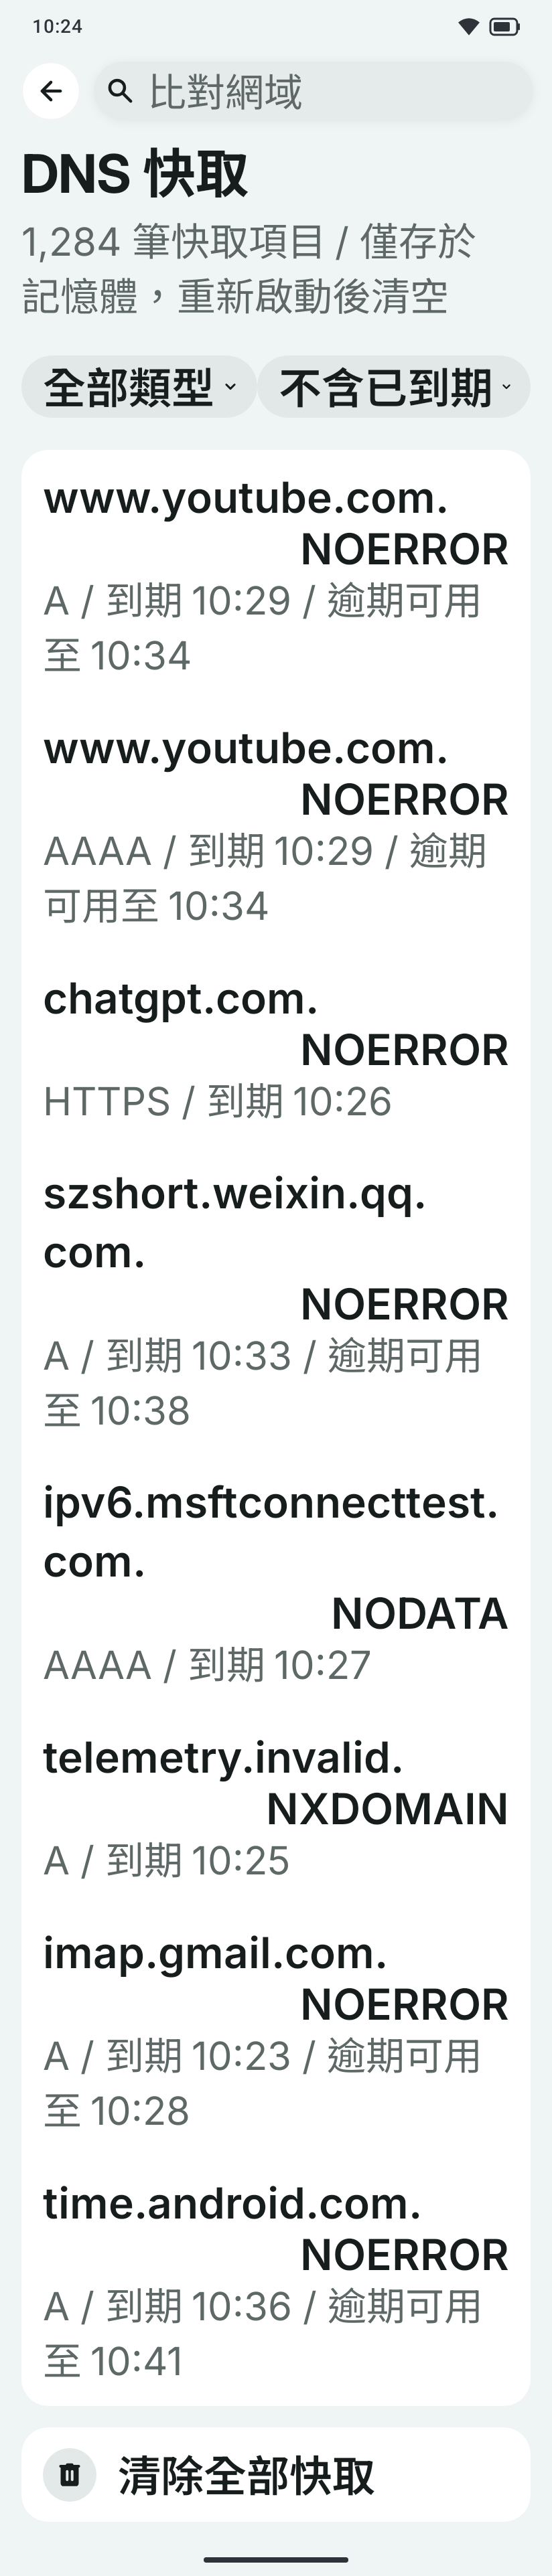 10:24
比對網域
DNS 快取
1,284 筆快取項目 / 僅存於
記憶體，重新啟動後清空
全部類型
不含已到期
www.youtube.com.
NOERROR
A / 到期 10:29 / 逾期可用
至 10:34
www.youtube.com.
NOERROR
AAAA / 到期 10:29 / 逾期
可用至 10:34
chatgpt.com.
NOERROR
HTTPS / 到期 10:26
szshort.weixin.qq.
com.
NOERROR
A / 到期 10:33 / 逾期可用
至 10:38
ipv6.msftconnecttest.
com.
NODATA
AAAA / 到期 10:27
telemetry.invalid.
NXDOMAIN
A / 到期 10:25
imap.gmail.com.
NOERROR
A / 到期 10:23 / 逾期可用
至 10:28
time.android.com.
NOERROR
A / 到期 10:36 / 逾期可用
至 10:41
清除全部快取